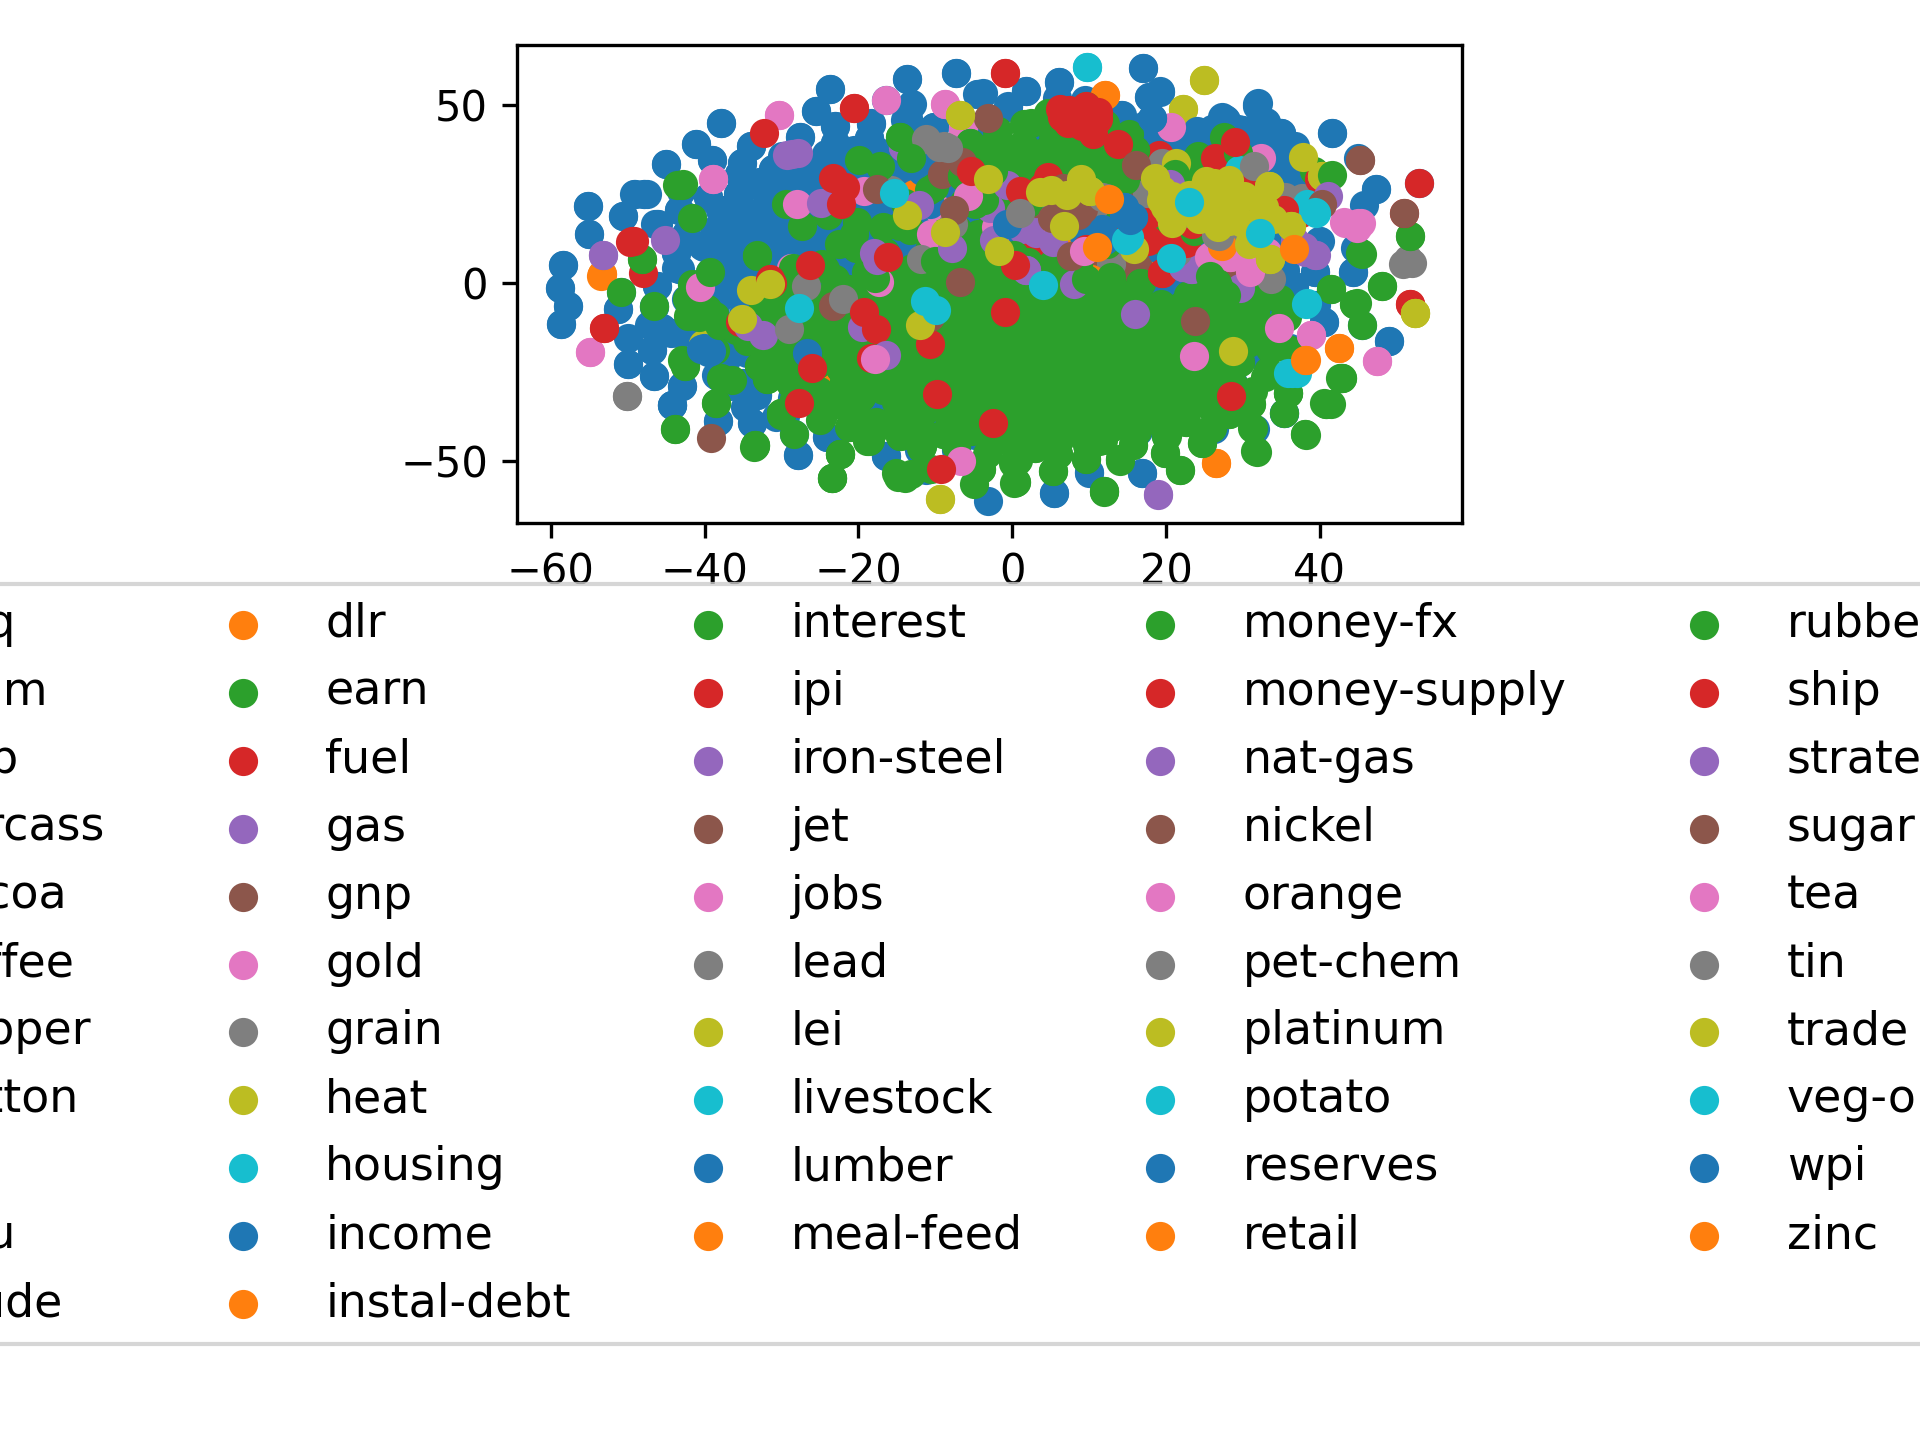 50
0
−50
−60 −40 −20 0 20 40
dlr interest money-fx
earn ipi money-supply ship
fuel iron-steel nat-gas
gas jet nickel sugar
gnp jobs orange tea
gold lead pet-chem tin
grain lei platinum trade
heat livestock potato
housing lumber reserves wpi
income meal-feed retail zinc
instal-debt